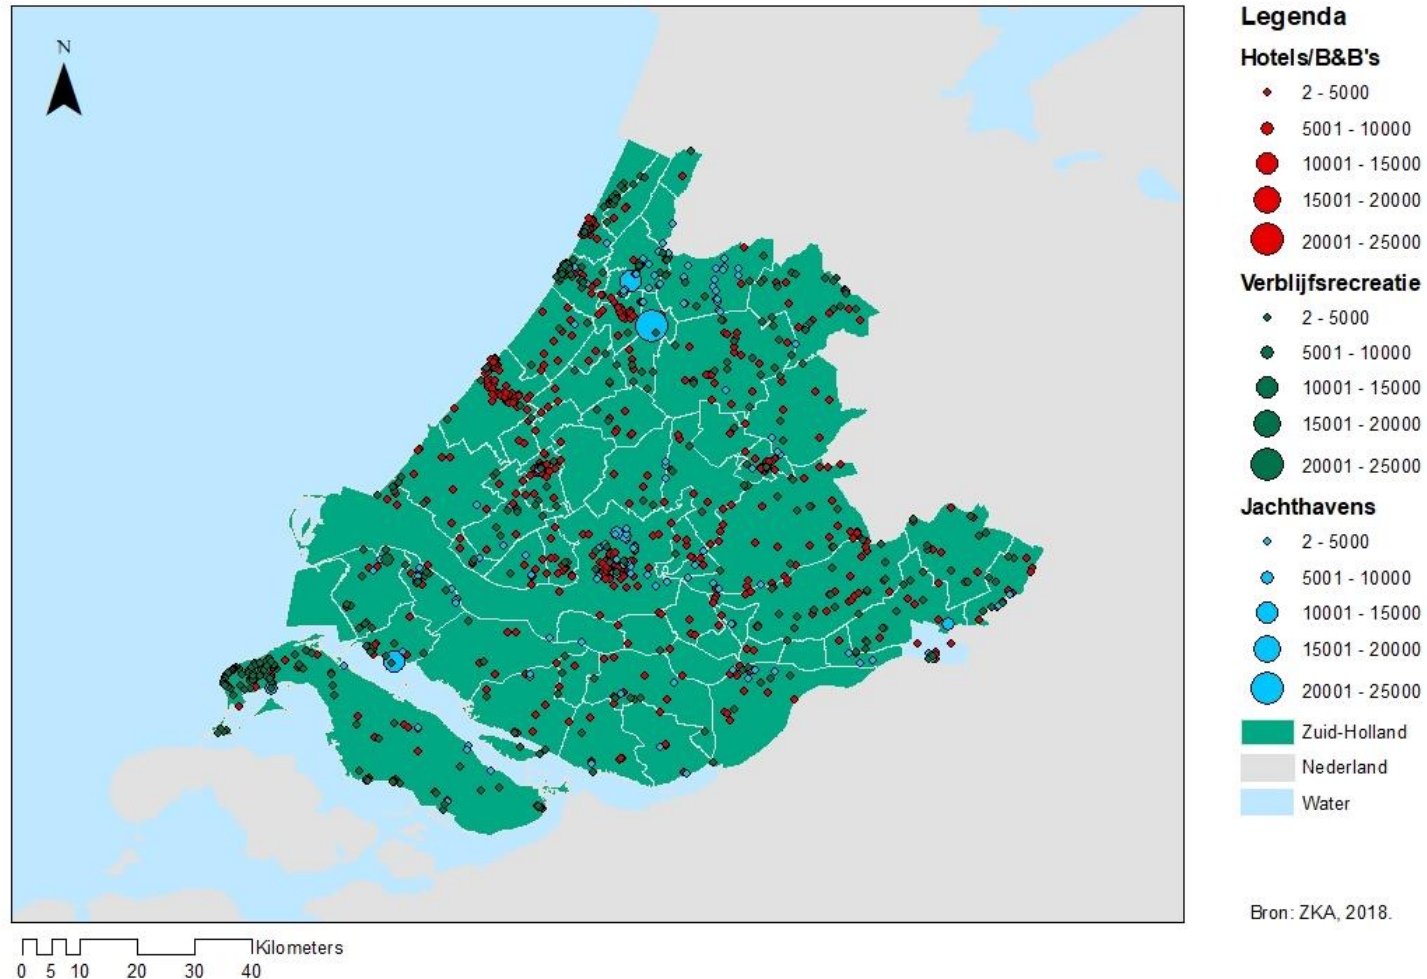 N
Legenda
Hotels/B&B's
2 - 5000
5001 - 10000
10001 - 15000
15001 - 20000
20001 - 25000
Verblijfsrecreatie
2 - 5000
5001 - 10000
10001 - 15000
15001 - 20000
20001 - 25000
Jachthavens
2 - 5000
5001 - 10000
10001 - 15000
15001 - 20000
20001 - 25000
Zuid-Holland
Nederland
Water
Bron: ZKA, 2018.
Kilometers
0 5 10 20 30 40